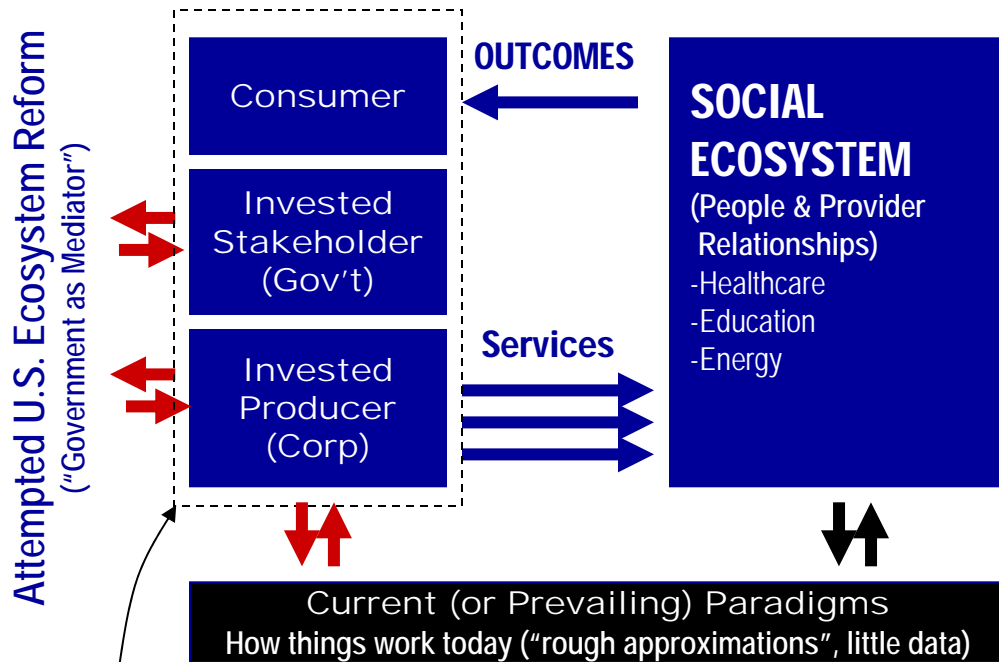 Attempted U.S. Ecosystem Reform
(“Government as Mediator”)
Consumer
Invested
Stakeholder
(Gov’t)
Invested
Producer
(Corp)
OUTCOMES
Services
SOCIAL
ECOSYSTEM
(People & Provider
Relationships)
-Healthcare
-Education
-Energy
Current (or Prevailing) Paradigms
How things work today (“rough approximations”, little data)